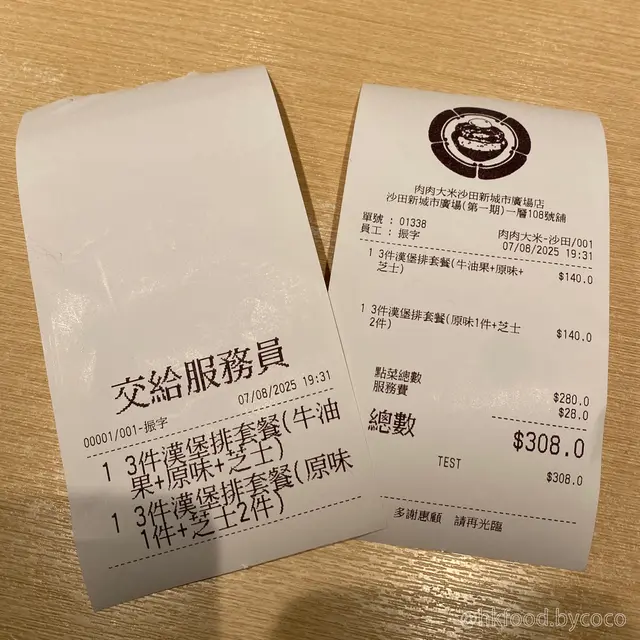 交給服務員
07/08/2025 19:31
00001/001-振字
1 3件漢堡排套餐(牛油
果+原味+芝士)
1 3件漢堡排套餐(原味
1件+芝士2件)
肉肉大米沙田新城市廣場店
沙田新城市廣場(第一期)一層108號舖
單號 : 01338 肉肉大米-沙田/001
員工 : 振字 07/08/2025 19:31
1 3件漢堡排套餐(牛油果+原味+ $140.0
芝士)
1 3件漢堡排套餐(原味1件+芝士 $140.0
2件)
點菜總數 $280.0
服務費 $28.0
總數 $308.0
TEST $308.0
多謝惠顧 請再光臨
@hkfood.bycoco